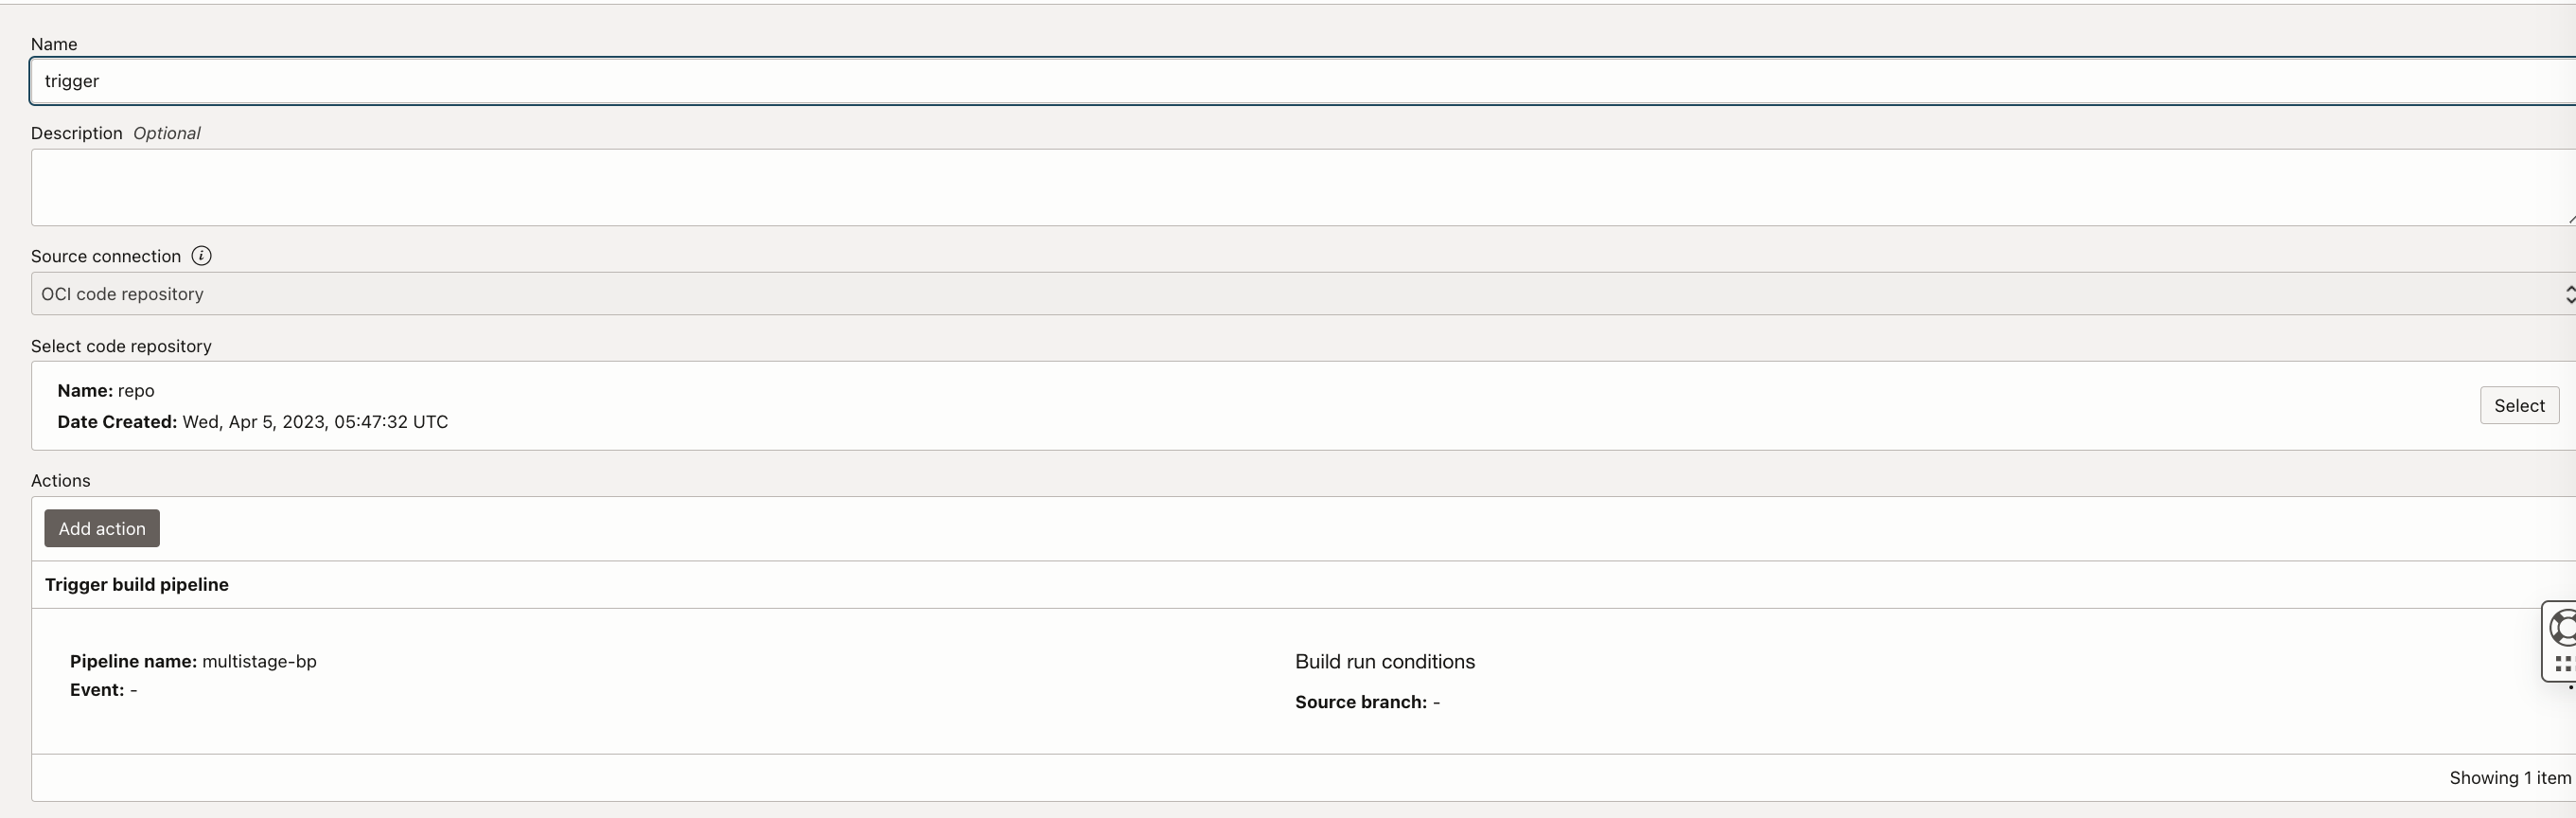 Name
trigger
Description Optional
Source connection i
OCI code repository
Select code repository
Name: repo
Date Created: Wed, Apr 5, 2023, 05:47:32 UTC
Select
Actions
Add action
Trigger build pipeline
Pipeline name: multistage-bp
Event: -
Build run conditions
Source branch: -
Showing 1 item